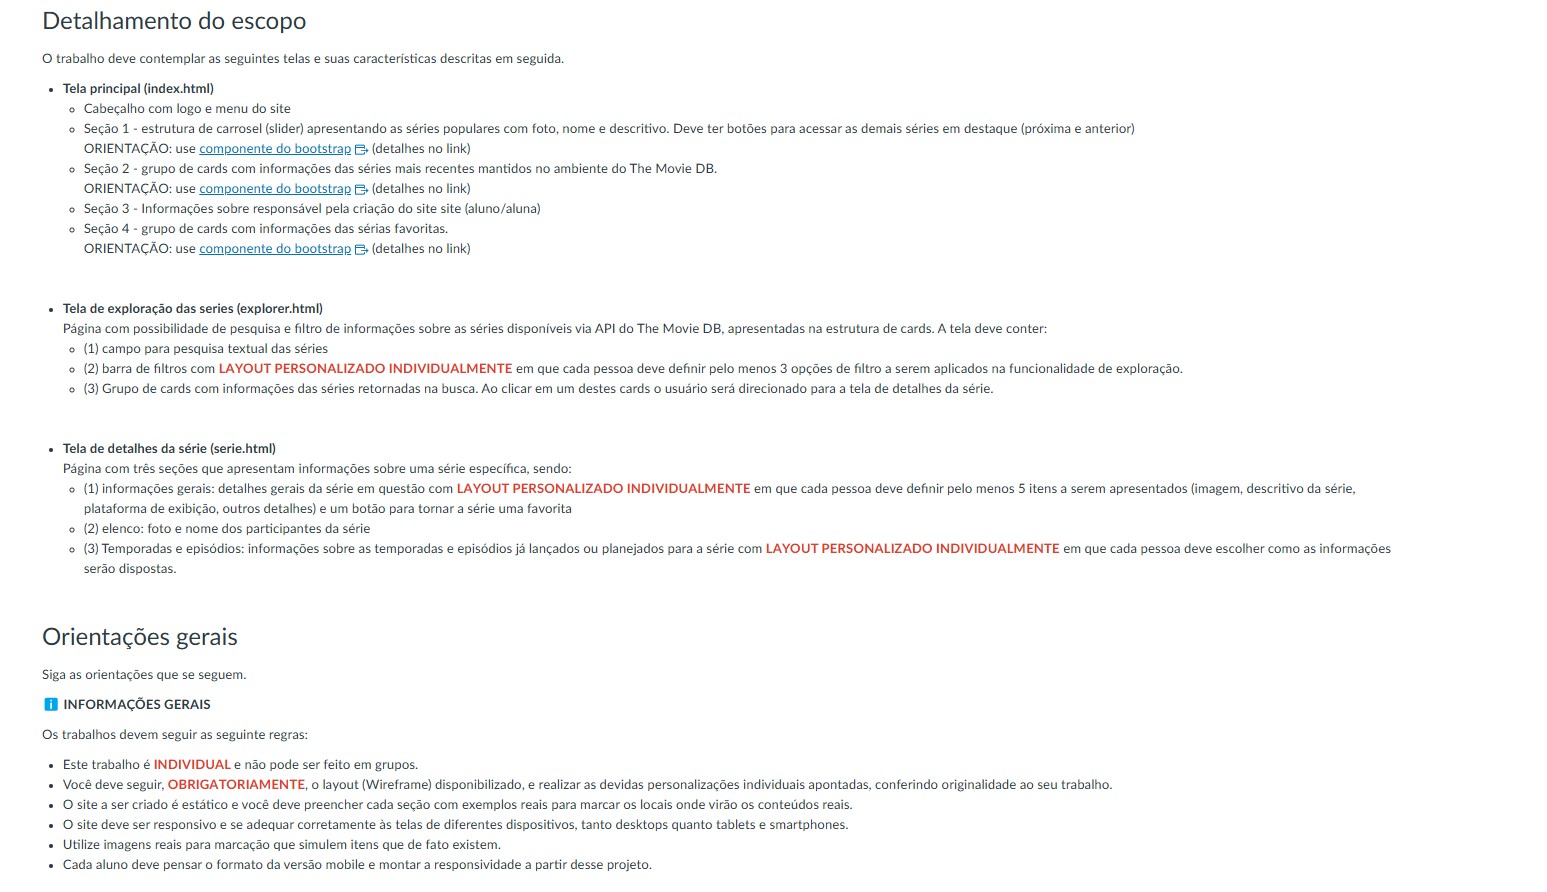 Detalhamento do escopo
O trabalho deve contemplar as seguintes telas e suas características descritas em seguida.
• Tela principal (index.html)
◦ Cabeçalho com logo e menu do site
◦ Seção 1 - estrutura de carrosel (slider) apresentando as séries populares com foto, nome e descritivo. Deve ter botões para acessar as demais séries em destaque (próxima e anterior)
ORIENTAÇÃO: use componente do bootstrap (detalhes no link)
◦ Seção 2 - grupo de cards com informações das séries mais recentes mantidos no ambiente do The Movie DB.
ORIENTAÇÃO: use componente do bootstrap (detalhes no link)
◦ Seção 3 - Informações sobre responsável pela criação do site site (aluno/aluna)
◦ Seção 4 - grupo de cards com informações das sérias favoritas.
ORIENTAÇÃO: use componente do bootstrap (detalhes no link)
• Tela de exploração das series (explorer.html)
Página com possibilidade de pesquisa e filtro de informações sobre as séries disponíveis via API do The Movie DB, apresentadas na estrutura de cards. A tela deve conter:
◦ (1) campo para pesquisa textual das séries
◦ (2) barra de filtros com LAYOUT PERSONALIZADO INDIVIDUALMENTE em que cada pessoa deve definir pelo menos 3 opções de filtro a serem aplicados na funcionalidade de exploração.
◦ (3) Grupo de cards com informações das séries retornadas na busca. Ao clicar em um destes cards o usuário será direcionado para a tela de detalhes da série.
• Tela de detalhes da série (serie.html)
Página com três seções que apresentam informações sobre uma série específica, sendo:
◦ (1) informações gerais: detalhes gerais da série em questão com LAYOUT PERSONALIZADO INDIVIDUALMENTE em que cada pessoa deve definir pelo menos 5 itens a serem apresentados (imagem, descritivo da série,
plataforma de exibição, outros detalhes) e um botão para tornar a série uma favorita
◦ (2) elenco: foto e nome dos participantes da série
◦ (3) Temporadas e episódios: informações sobre as temporadas e episódios já lançados ou planejados para a série com LAYOUT PERSONALIZADO INDIVIDUALMENTE em que cada pessoa deve escolher como as informações
serão dispostas.
Orientações gerais
Siga as orientações que se seguem.
ℹ️ INFORMAÇÕES GERAIS
Os trabalhos devem seguir as seguinte regras:
• Este trabalho é INDIVIDUAL e não pode ser feito em grupos.
• Você deve seguir, OBRIGATORIAMENTE, o layout (Wireframe) disponibilizado, e realizar as devidas personalizações individuais apontadas, conferindo originalidade ao seu trabalho.
• O site a ser criado é estático e você deve preencher cada seção com exemplos reais para marcar os locais onde virão os conteúdos reais.
• O site deve ser responsivo e se adequar corretamente às telas de diferentes dispositivos, tanto desktops quanto tablets e smartphones.
• Utilize imagens reais para marcação que simulem itens que de fato existem.
• Cada aluno deve pensar o formato da versão mobile e montar a responsividade a partir desse projeto.